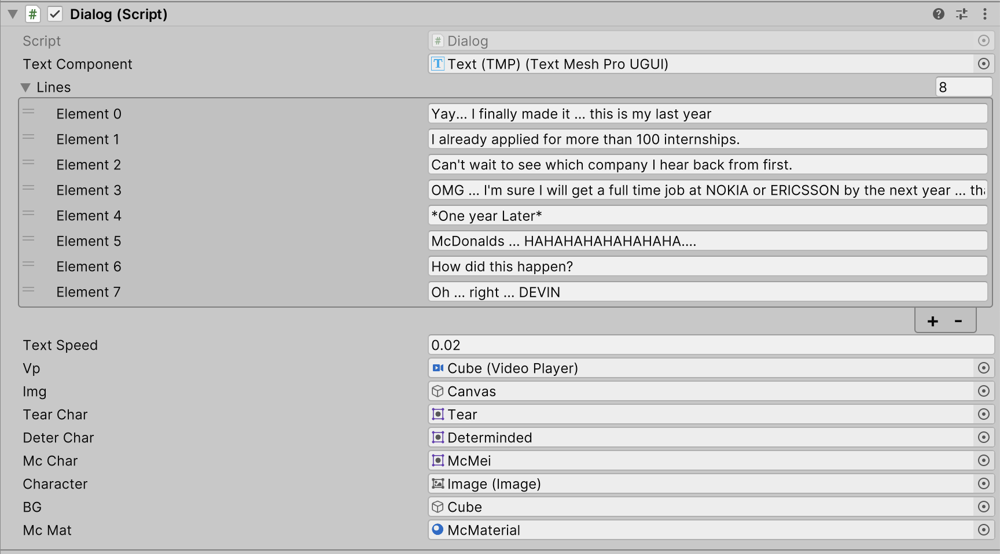 Dialog (Script)
Script # Dialog
Text Component Text (TMP) (Text Mesh Pro UGUI)
Lines 8
Element 0 Yay... I finally made it ... this is my last year
Element 1 I already applied for more than 100 internships.
Element 2 Can't wait to see which company I hear back from first.
Element 3 OMG ... I'm sure I will get a full time job at NOKIA or ERICSSON by the next year ...
Element 4 *One year Later*
Element 5 McDonalds ... HAHAHAHAHAHAHAHA....
Element 6 How did this happen?
Element 7 Oh ... right ... DEVIN
+ -
Text Speed 0.02
Vp Cube (Video Player)
Img Canvas
Tear Char Tear
Deter Char Determinded
Mc Char McMei
Character Image (Image)
BG Cube
Mc Mat McMaterial